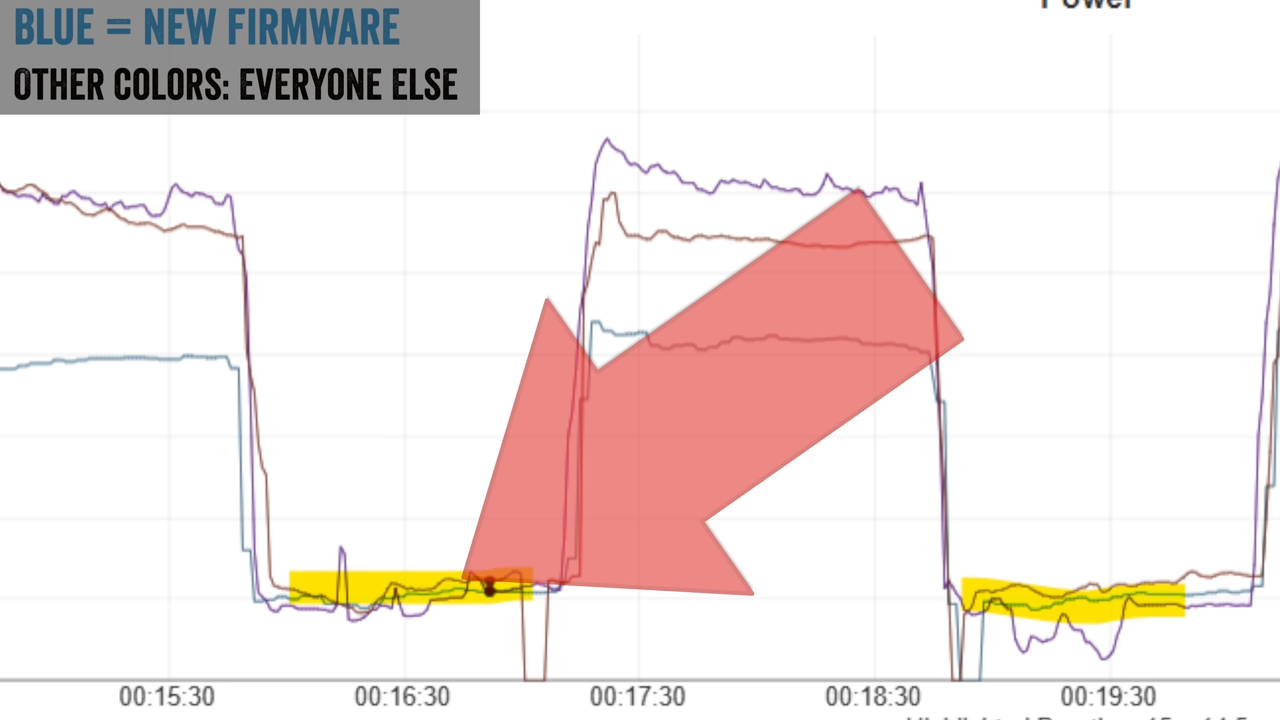 Power
BLUE = NEW FIRMWARE
OTHER COLORS: EVERYONE ELSE
00:15:30 00:16:30 00:17:30 00:18:30 00:19:30